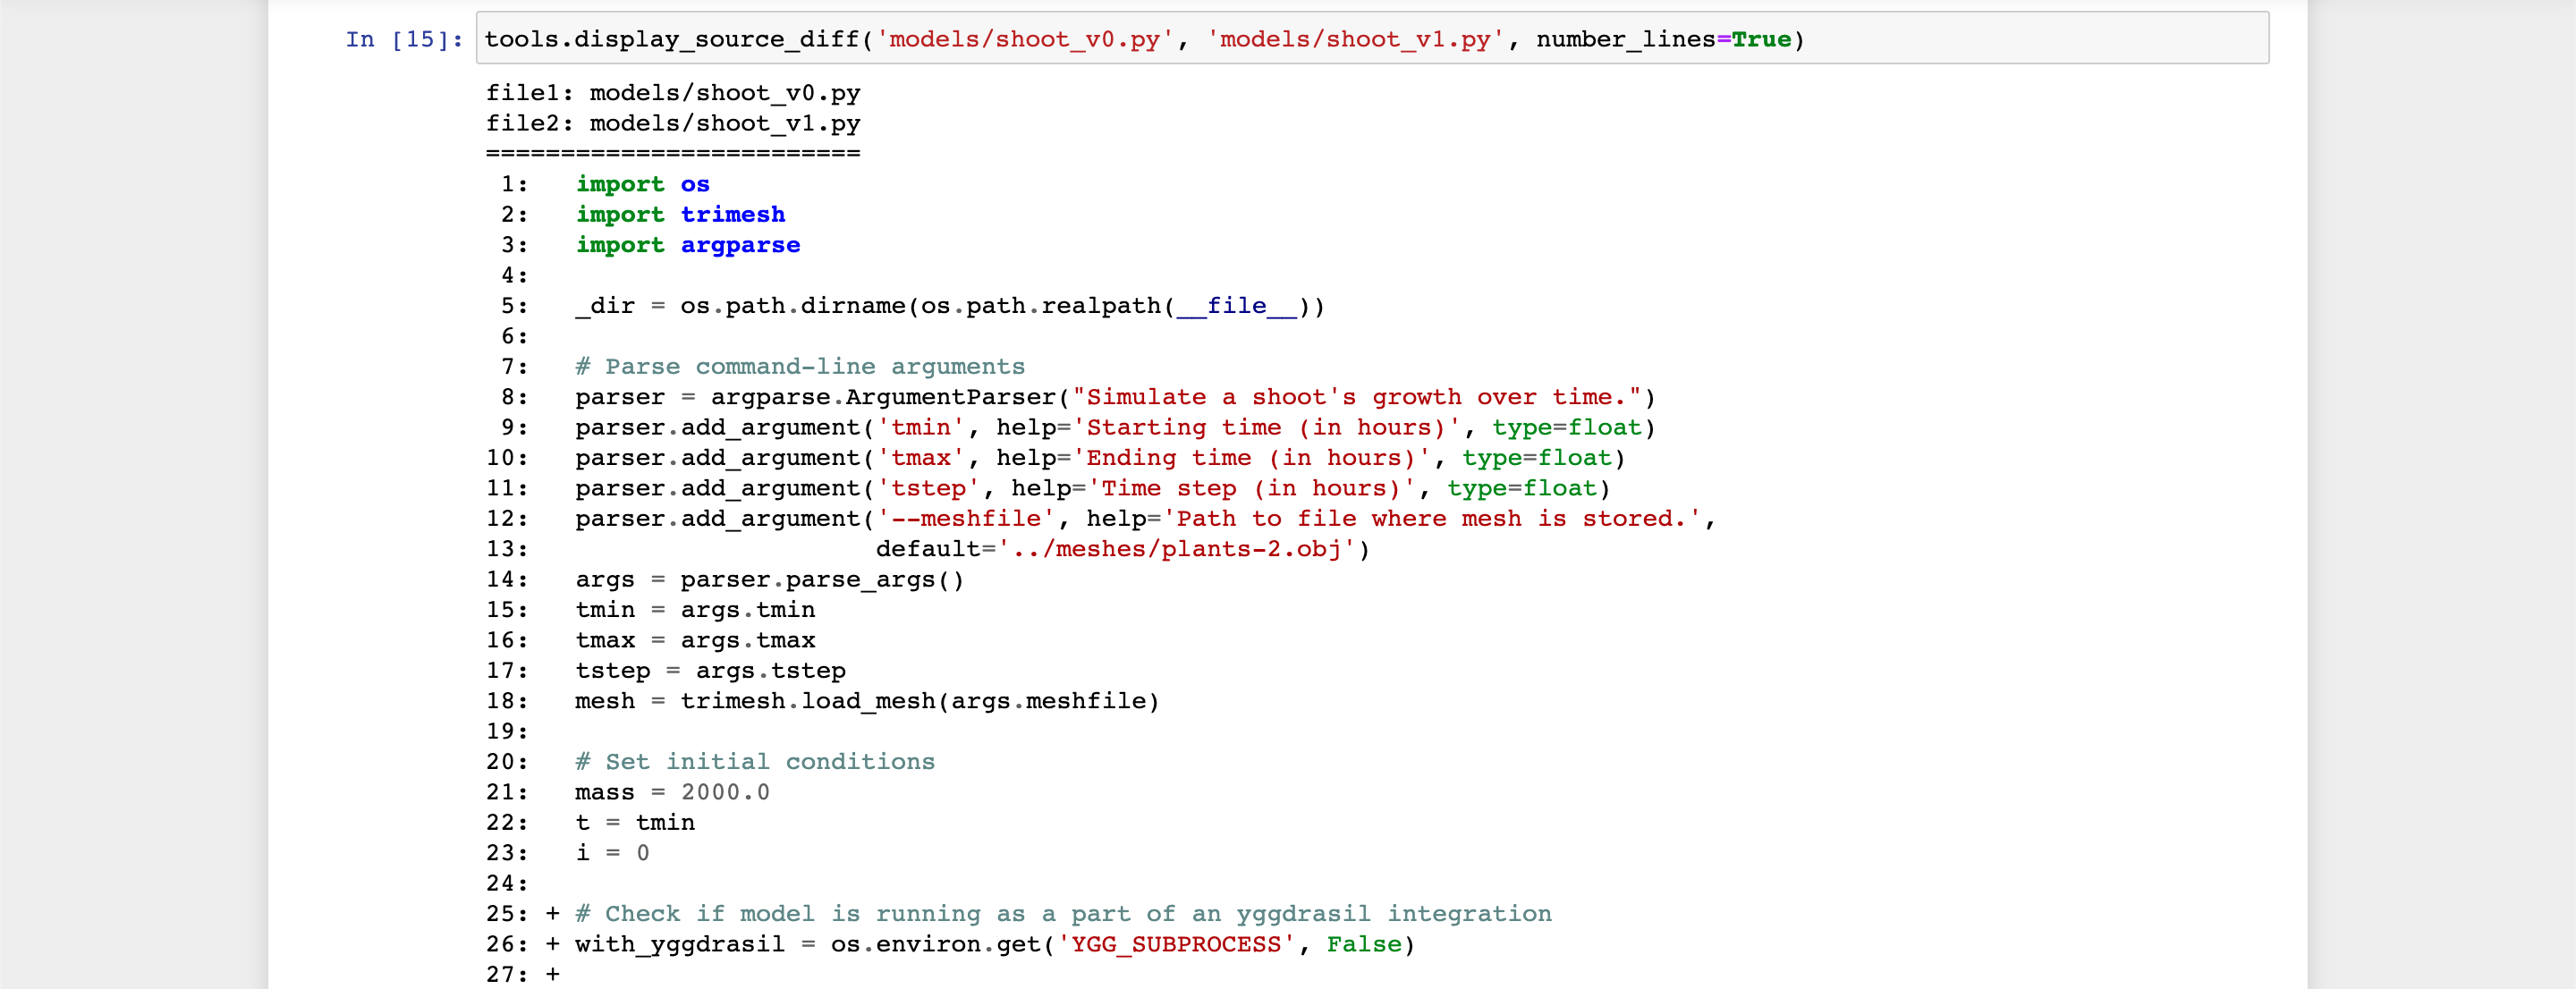 In [15]: tools.display_source_diff('models/shoot_v0.py', 'models/shoot_v1.py', number_lines=True)
file1: models/shoot_v0.py
file2: models/shoot_v1.py
=========================
1:   import os
2:   import trimesh
3:   import argparse
4:
5:   _dir = os.path.dirname(os.path.realpath(__file__))
6:
7:   # Parse command-line arguments
8:   parser = argparse.ArgumentParser("Simulate a shoot's growth over time.")
9:   parser.add_argument('tmin', help='Starting time (in hours)', type=float)
10:   parser.add_argument('tmax', help='Ending time (in hours)', type=float)
11:   parser.add_argument('tstep', help='Time step (in hours)', type=float)
12:   parser.add_argument('--meshfile', help='Path to file where mesh is stored.',
13:                       default='../meshes/plants-2.obj')
14:   args = parser.parse_args()
15:   tmin = args.tmin
16:   tmax = args.tmax
17:   tstep = args.tstep
18:   mesh = trimesh.load_mesh(args.meshfile)
19:
20:   # Set initial conditions
21:   mass = 2000.0
22:   t = tmin
23:   i = 0
24:
25: + # Check if model is running as a part of an yggdrasil integration
26: + with_yggdrasil = os.environ.get('YGG_SUBPROCESS', False)
27: +